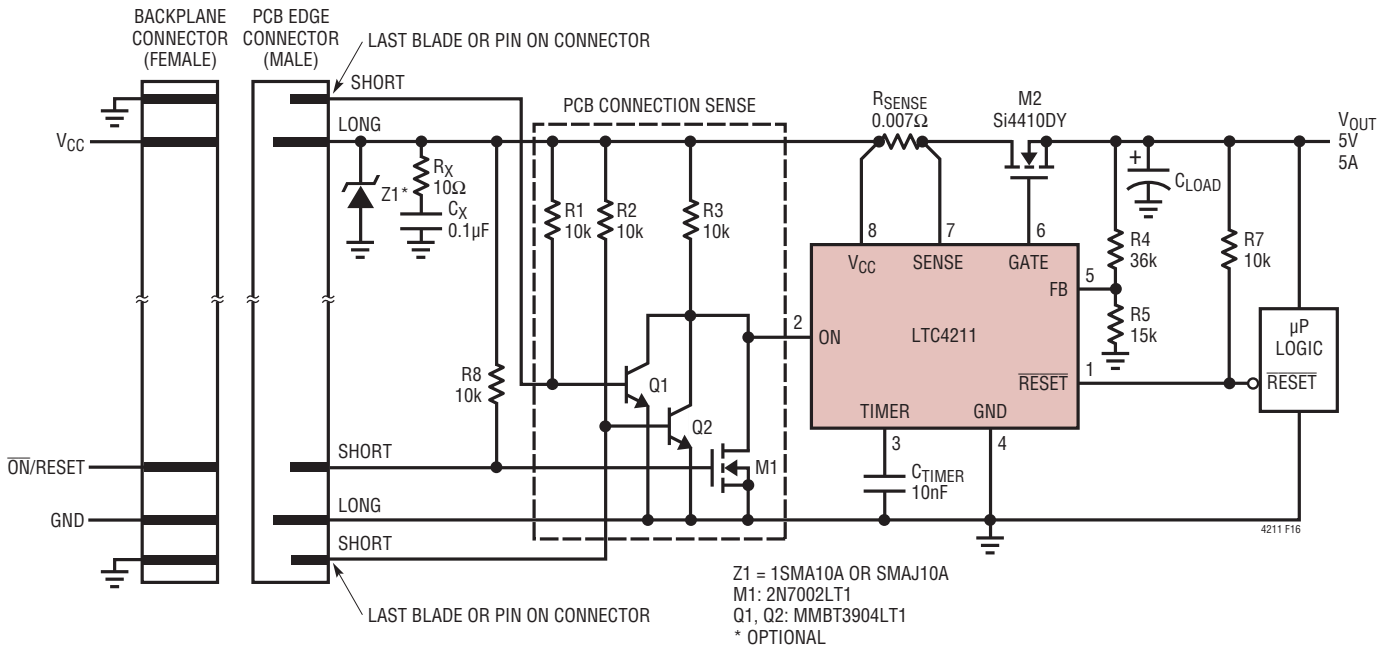 BACKPLANE
CONNECTOR
(FEMALE)
PCB EDGE
CONNECTOR
(MALE)
LAST BLADE OR PIN ON CONNECTOR
SHORT
LONG
VCC
PCB CONNECTION SENSE
RSENSE
0.007Ω
M2
Si4410DY
VOUT
5V
5A
Z1*
RX
10Ω
CX
0.1µF
R1
10k
R2
10k
R3
10k
+
CLOAD
R4
36k
R7
10k
R5
15k
8
7
6
VCC
SENSE
GATE
5
FB
2
ON
LTC4211
1
RESET
TIMER
GND
3
4
µP
LOGIC
RESET
R8
10k
Q1
Q2
M1
CTIMER
10nF
ON/RESET
SHORT
GND
LONG
SHORT
4211 F16
LAST BLADE OR PIN ON CONNECTOR
Z1 = 1SMA10A OR SMAJ10A
M1: 2N7002LT1
Q1, Q2: MMBT3904LT1
* OPTIONAL